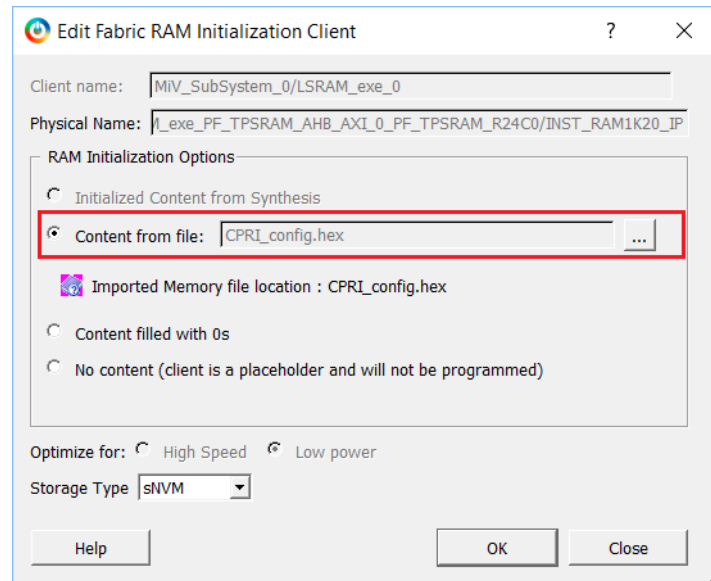 Edit Fabric RAM Initialization Client ? ×
Client name: MiV_SubSystem_0/LSRAM_exe_0
Physical Name: M_exe_PF_TPSRAM_AHB_AXI_0_PF_TPSRAM_R24C0/INST_RAM1K20_IP
RAM Initialization Options
Initialized Content from Synthesis
Content from file: CPRI_config.hex ...
Imported Memory file location : CPRI_config.hex
Content filled with 0s
No content (client is a placeholder and will not be programmed)
Optimize for: High Speed Low power
Storage Type sNVM
Help OK Close